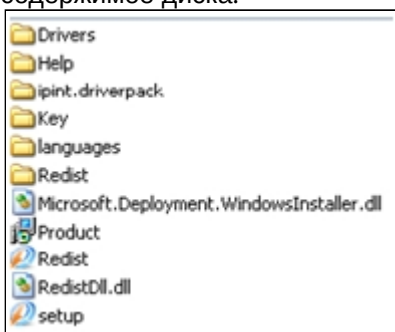 содержимое диска.
Drivers
Help
ipint.driverpack
Key
languages
Redist
Microsoft.Deployment.WindowsInstaller.dll
Product
Redist
RedistDll.dll
setup